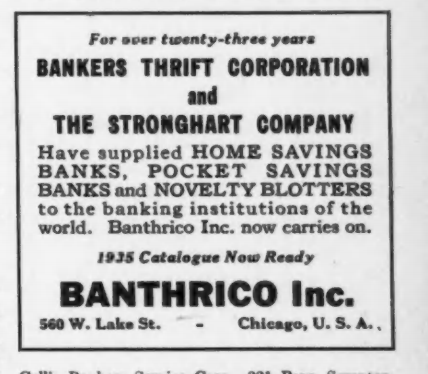 For over twenty-three years
BANKERS THRIFT CORPORATION
and
THE STRONGHART COMPANY
Have supplied HOME SAVINGS
BANKS, POCKET SAVINGS
BANKS and NOVELTY BLOTTERS
to the banking institutions of the
world. Banthrico Inc. now carries on.
1935 Catalogue Now Ready
BANTHRICO Inc.
560 W. Lake St. - Chicago, U. S. A.